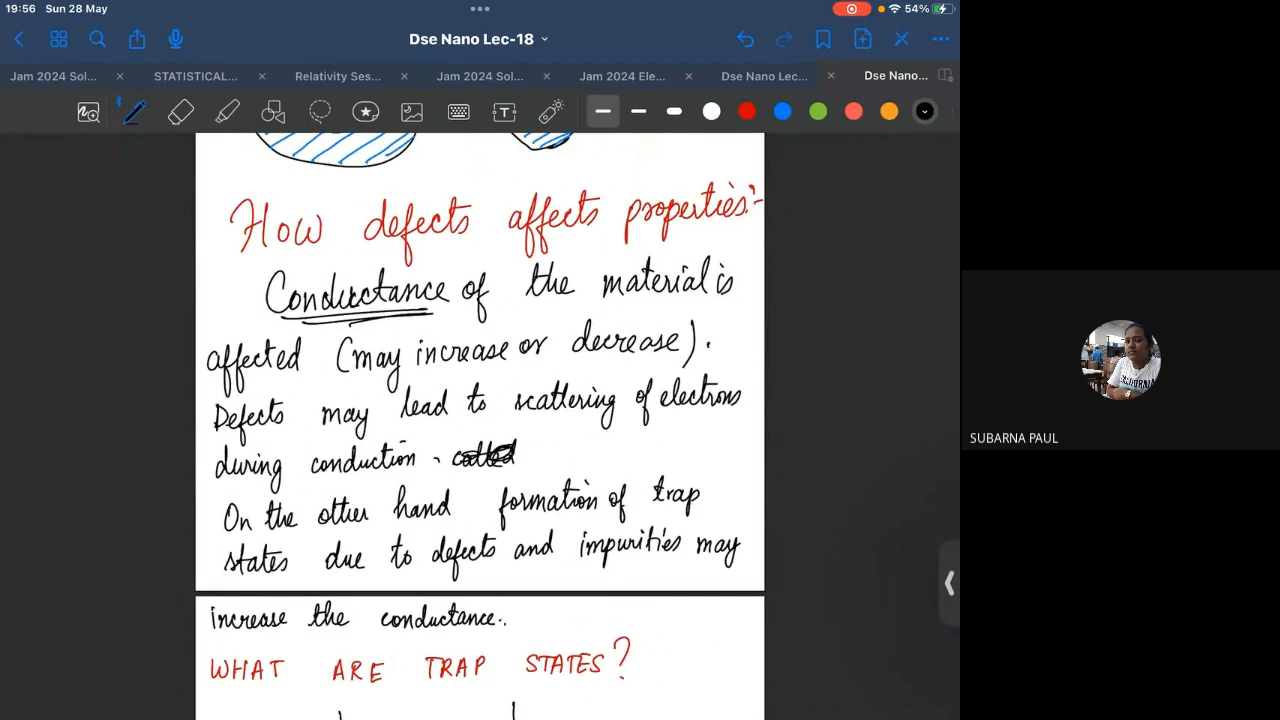 19:56 Sun 28 May
54%
Dse Nano Lec-18
Jam 2024 Sol...
STATISTICAL...
Relativity Ses...
Jam 2024 Sol...
Jam 2024 Ele...
Dse Nano Lec...
Dse Nano...
How defects affects properties:-
Conductance of the material is
affected (may increase or decrease).
Defects may lead to scattering of electrons
during conduction.
On the other hand formation of trap
states due to defects and impurities may
increase the conductance..
WHAT ARE TRAP STATES?
SUBARNA PAUL